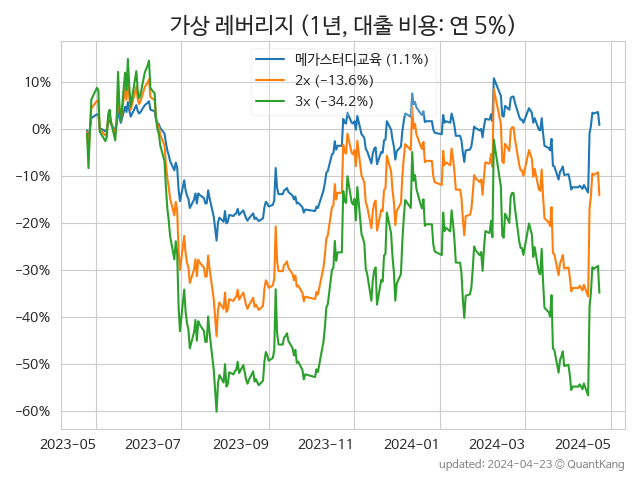 가상 레버리지 (1년, 대출 비용: 연 5%)
메가스터디교육 (1.1%)
2x (−13.6%)
3x (−34.2%)
10%
0%
−10%
−20%
−30%
−40%
−50%
−60%
2023-05 2023-07 2023-09 2023-11 2024-01 2024-03 2024-05
updated: 2024-04-23 © QuantKang